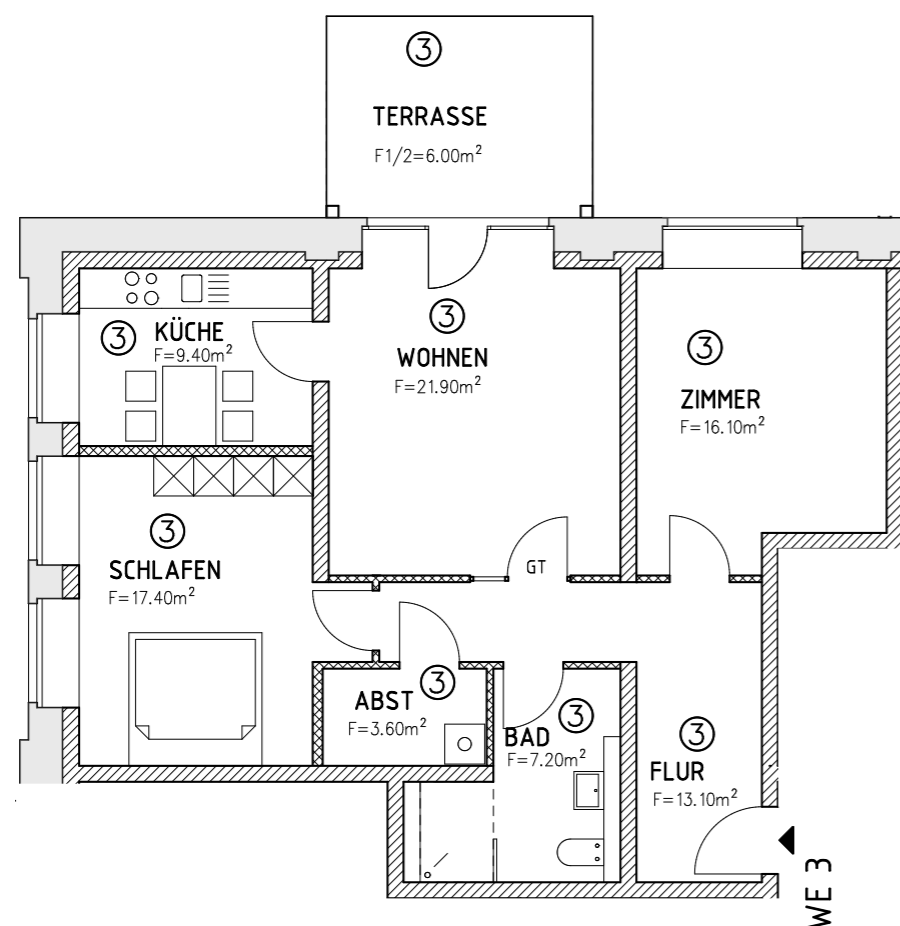 3
TERRASSE
F1/2=6.00m²
3
KÜCHE
F=9.40m²
3
WOHNEN
F=21.90m²
3
ZIMMER
F=16.10m²
3
SCHLAFEN
F=17.40m²
GT
3
ABST
F=3.60m²
3
BAD
F=7.20m²
3
FLUR
F=13.10m²
WE 3